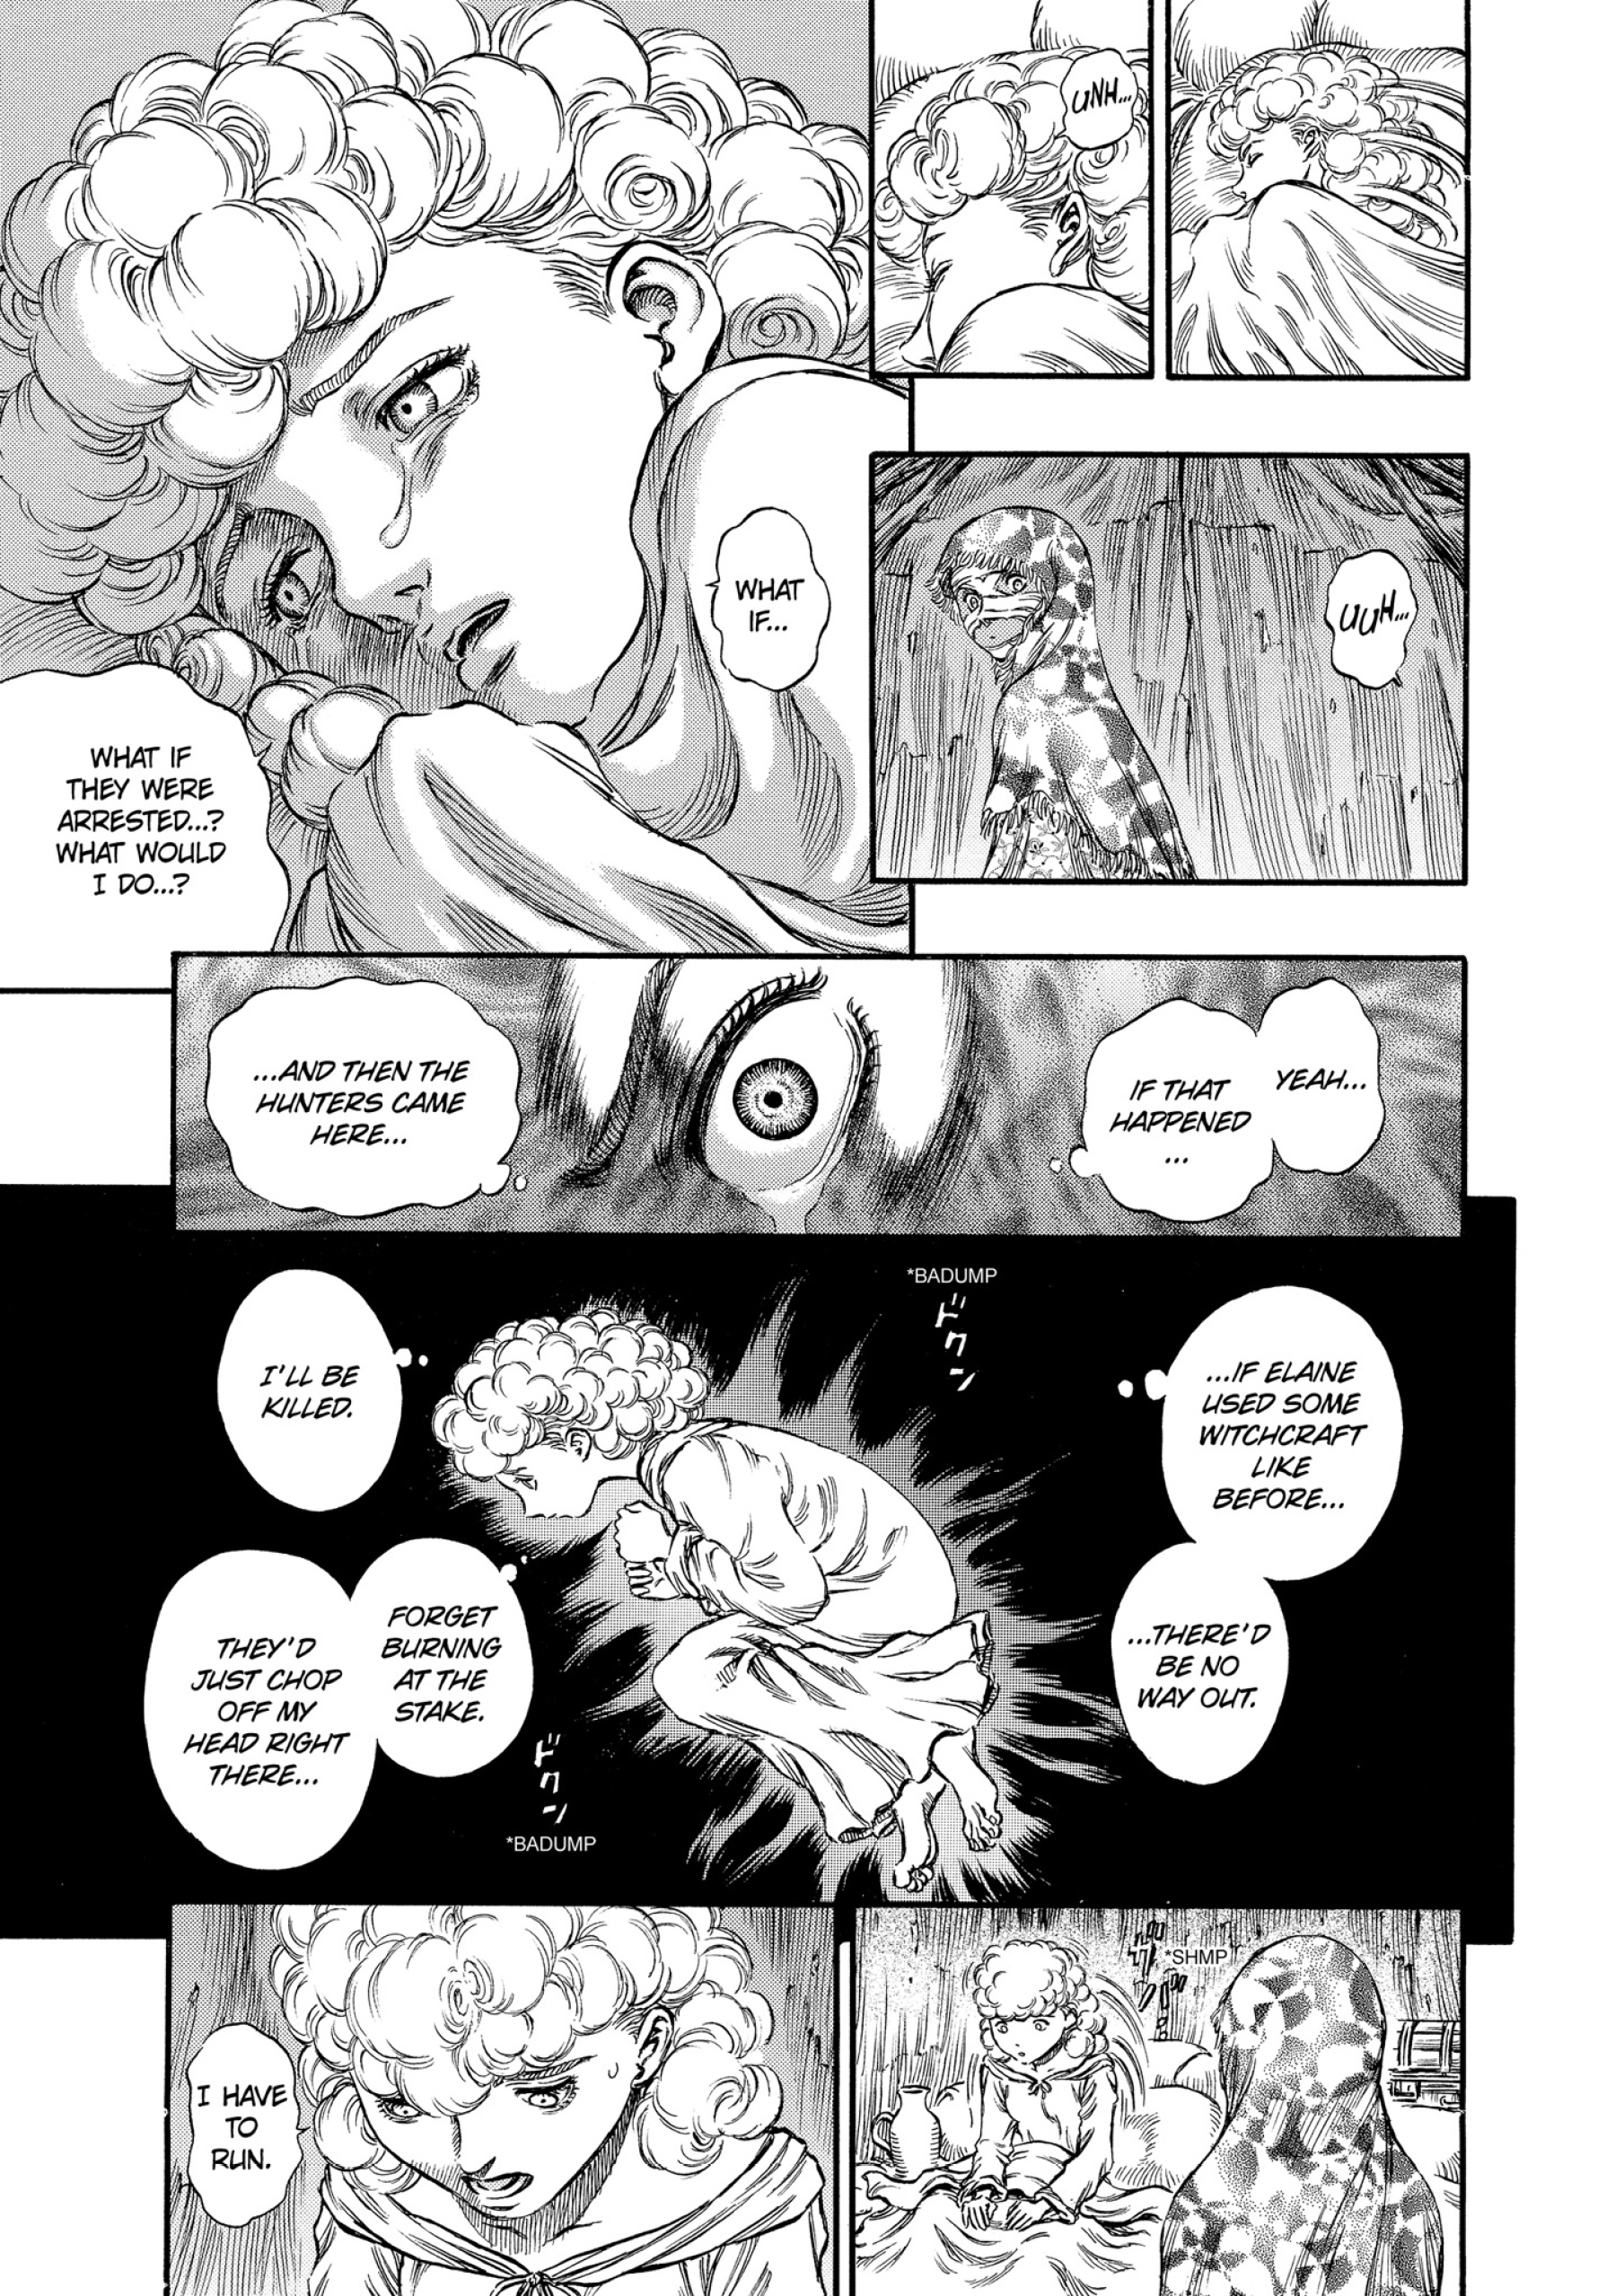 UNH...
UUH...
WHAT
IF...
WHAT IF
THEY WERE
ARRESTED...?
WHAT WOULD
I DO...?
YEAH...
IF THAT
HAPPENED
...
...AND THEN THE
HUNTERS CAME
HERE...
...IF ELAINE
USED SOME
WITCHCRAFT
LIKE
BEFORE...
...THERE'D
BE NO
WAY OUT.
*BADUMP
ドクン
I'LL BE
KILLED.
FORGET
BURNING
AT THE
STAKE.
THEY'D
JUST CHOP
OFF MY
HEAD RIGHT
THERE...
ドクン
*BADUMP
*SHMP
I HAVE
TO
RUN.